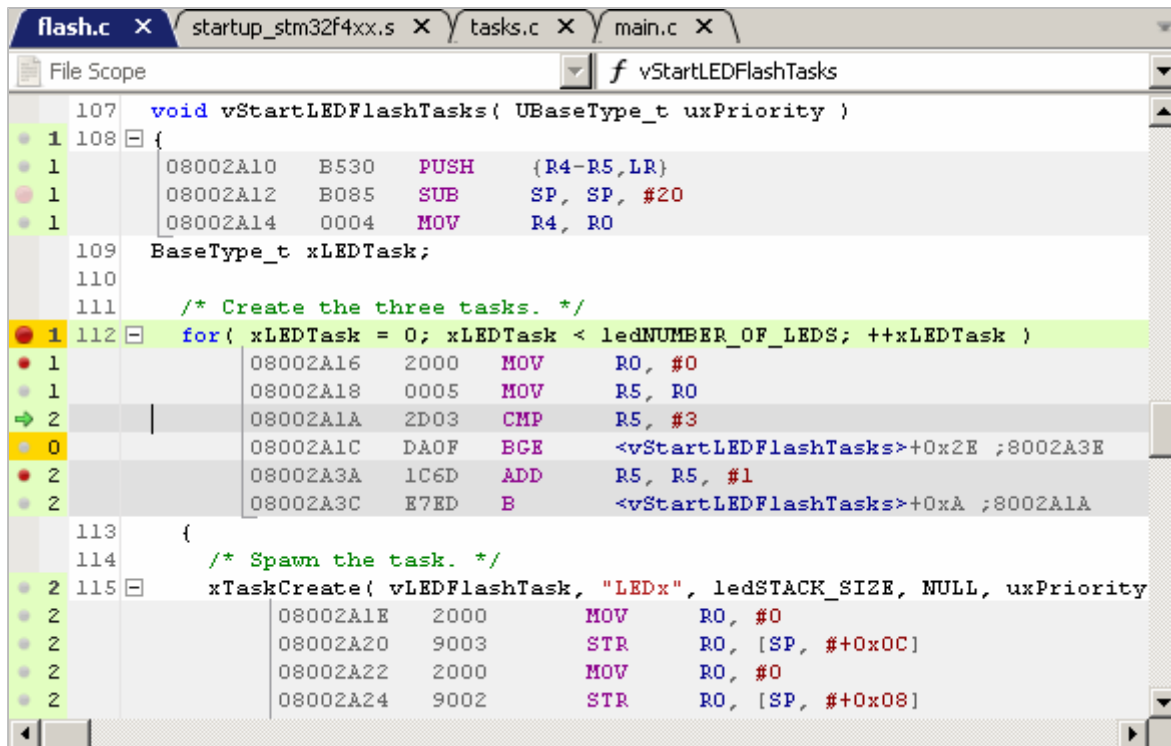 flash.c startup_stm32f4xx.s tasks.c main.c
File Scope f vStartLEDFlashTasks
107 void vStartLEDFlashTasks( UBaseType_t uxPriority )
1 108 {
1 08002A10 B530 PUSH {R4-R5,LR}
1 08002A12 B085 SUB SP, SP, #20
1 08002A14 0004 MOV R4, R0
109 BaseType_t xLEDTask;
110
111 /* Create the three tasks. */
1 112 for( xLEDTask = 0; xLEDTask < ledNUMBER_OF_LEDS; ++xLEDTask )
1 08002A16 2000 MOV R0, #0
1 08002A18 0005 MOV R5, R0
2 08002A1A 2D03 CMP R5, #3
0 08002A1C DA0F BGE <vStartLEDFlashTasks>+0x2E ;8002A3E
2 08002A3A 1C6D ADD R5, R5, #1
2 08002A3C E7ED B <vStartLEDFlashTasks>+0xA ;8002A1A
113 {
114 /* Spawn the task. */
2 115 xTaskCreate( vLEDFlashTask, "LEDx", ledSTACK_SIZE, NULL, uxPriority
2 08002A1E 2000 MOV R0, #0
2 08002A20 9003 STR R0, [SP, #+0x0C]
2 08002A22 2000 MOV R0, #0
2 08002A24 9002 STR R0, [SP, #+0x08]